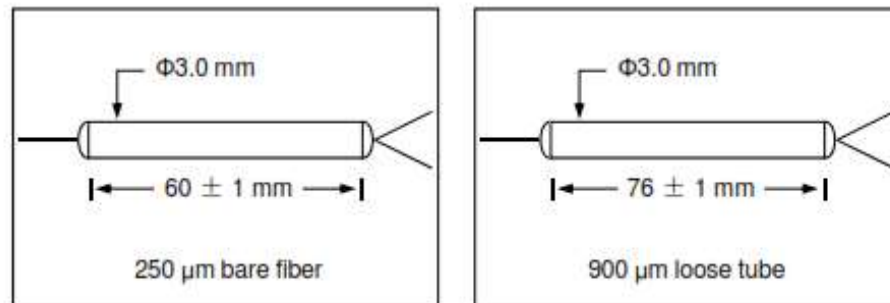 Φ3.0 mm
60 ± 1 mm
250 µm bare fiber
Φ3.0 mm
76 ± 1 mm
900 µm loose tube